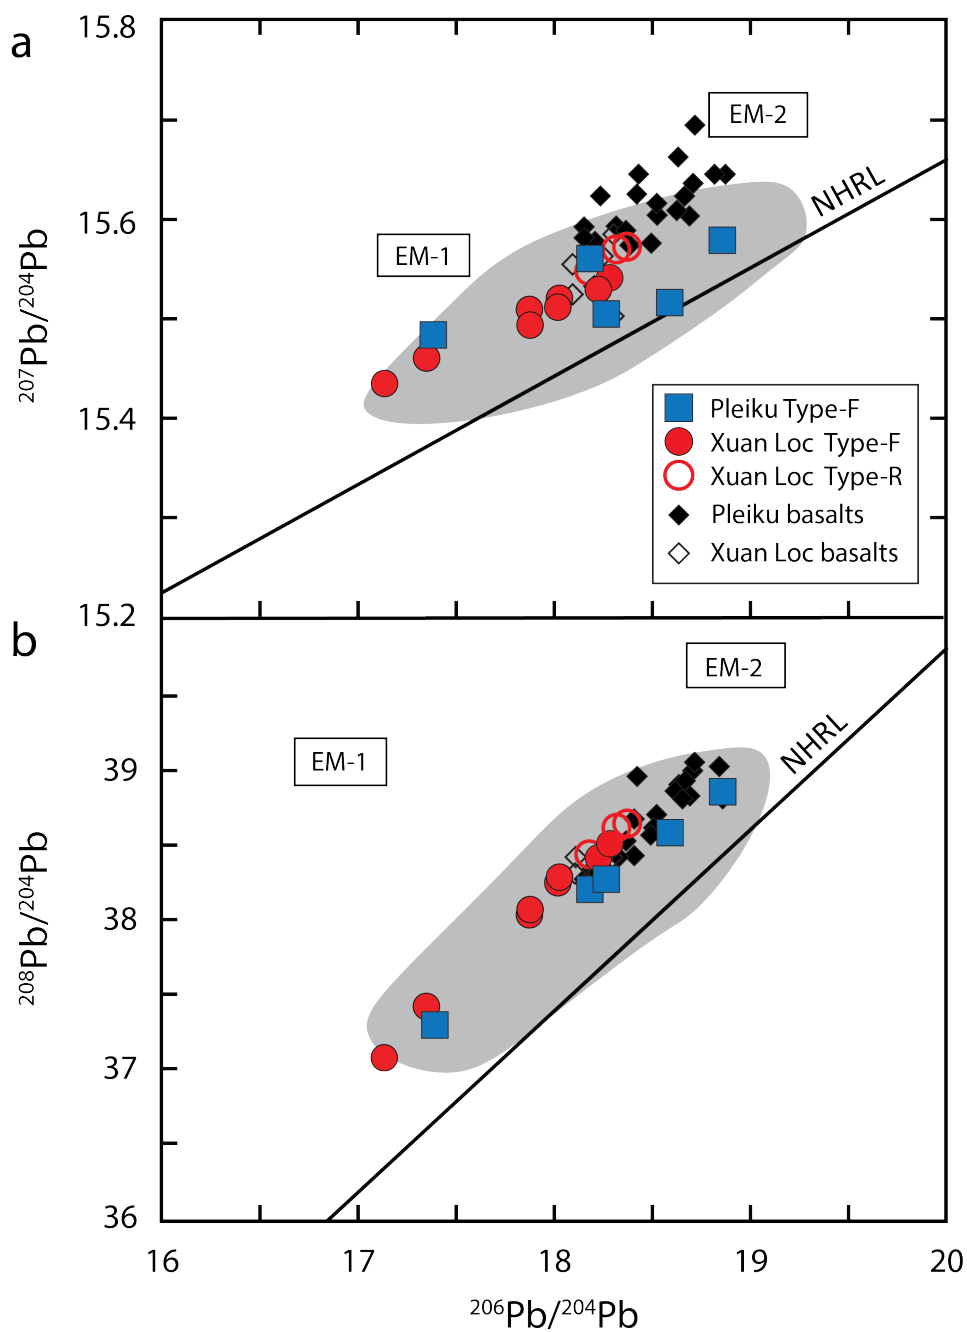 a
15.8
15.6
15.4
15.2
²⁰⁷Pb/²⁰⁴Pb
EM-2
EM-1
NHRL
Pleiku Type-F
Xuan Loc Type-F
Xuan Loc Type-R
Pleiku basalts
Xuan Loc basalts
b
39
38
37
36
²⁰⁸Pb/²⁰⁴Pb
EM-2
EM-1
NHRL
16 17 18 19 20
²⁰⁶Pb/²⁰⁴Pb